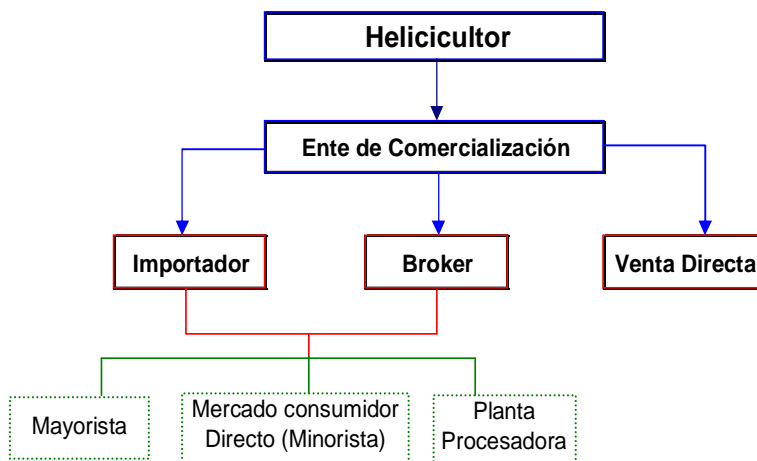 Helicicultor
Ente de Comercialización
Importador
Broker
Venta Directa
Mayorista
Mercado consumidor
Directo (Minorista)
Planta
Procesadora